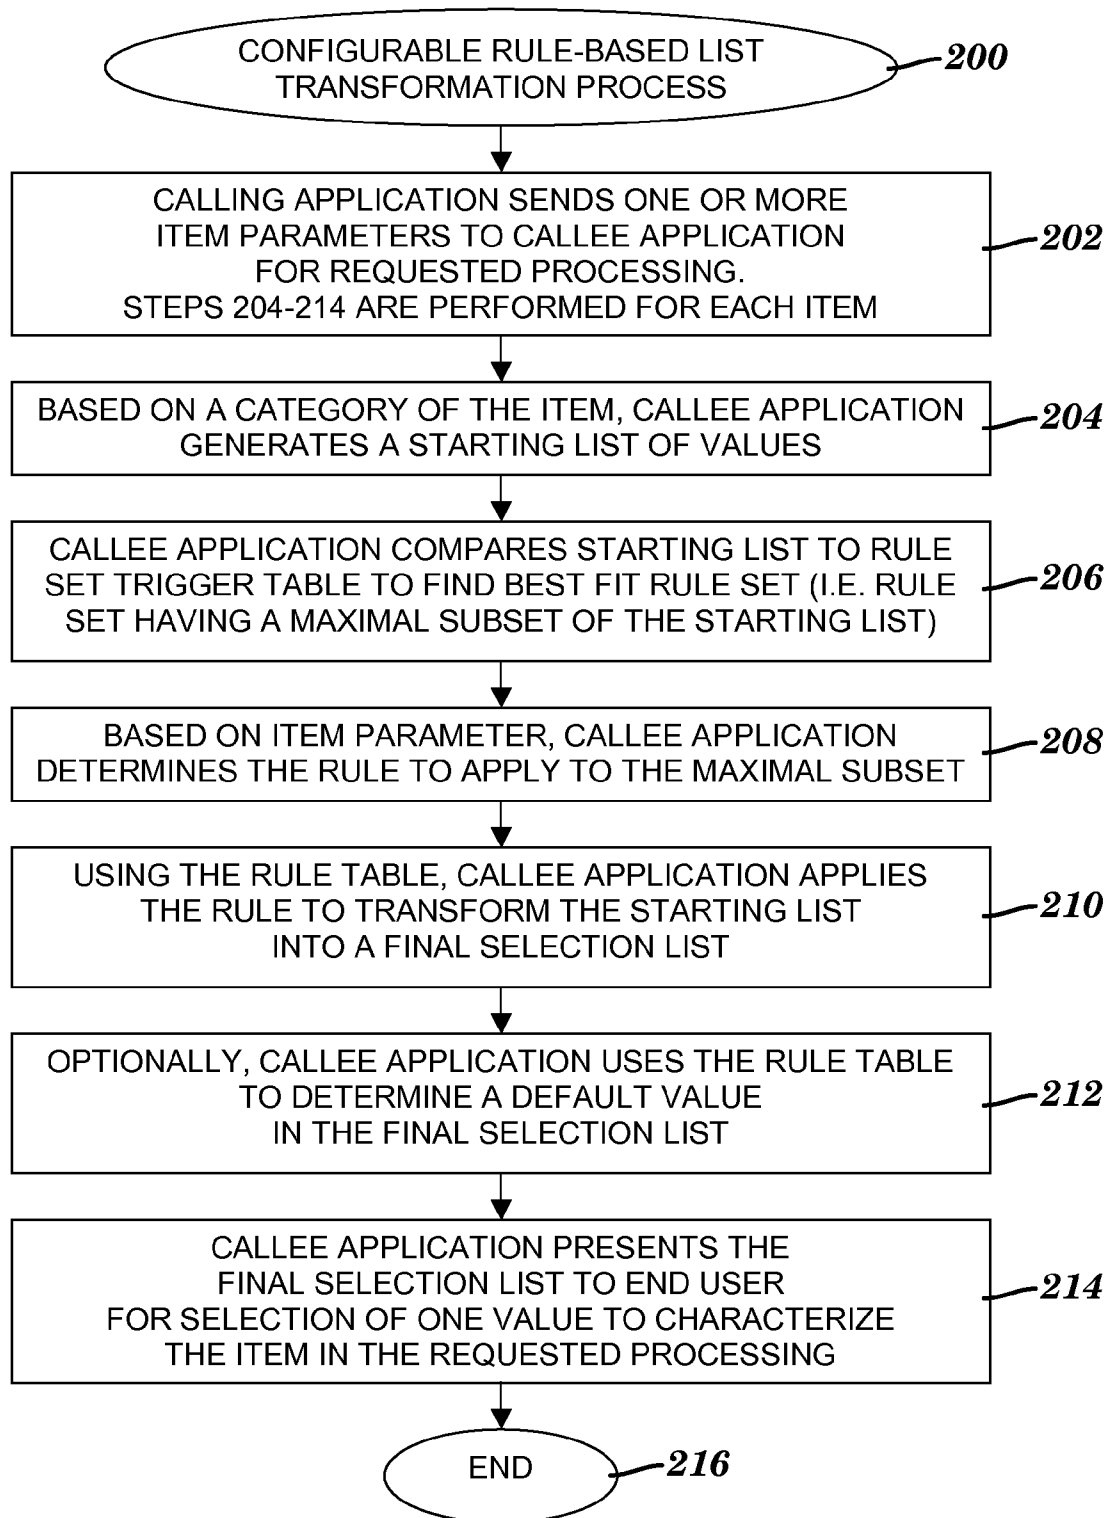 CONFIGURABLE RULE-BASED LIST
TRANSFORMATION PROCESS
200
CALLING APPLICATION SENDS ONE OR MORE
ITEM PARAMETERS TO CALLEE APPLICATION
FOR REQUESTED PROCESSING.
STEPS 204-214 ARE PERFORMED FOR EACH ITEM
202
BASED ON A CATEGORY OF THE ITEM, CALLEE APPLICATION
GENERATES A STARTING LIST OF VALUES
204
CALLEE APPLICATION COMPARES STARTING LIST TO RULE
SET TRIGGER TABLE TO FIND BEST FIT RULE SET (I.E. RULE
SET HAVING A MAXIMAL SUBSET OF THE STARTING LIST)
206
BASED ON ITEM PARAMETER, CALLEE APPLICATION
DETERMINES THE RULE TO APPLY TO THE MAXIMAL SUBSET
208
USING THE RULE TABLE, CALLEE APPLICATION APPLIES
THE RULE TO TRANSFORM THE STARTING LIST
INTO A FINAL SELECTION LIST
210
OPTIONALLY, CALLEE APPLICATION USES THE RULE TABLE
TO DETERMINE A DEFAULT VALUE
IN THE FINAL SELECTION LIST
212
CALLEE APPLICATION PRESENTS THE
FINAL SELECTION LIST TO END USER
FOR SELECTION OF ONE VALUE TO CHARACTERIZE
THE ITEM IN THE REQUESTED PROCESSING
214
END
216